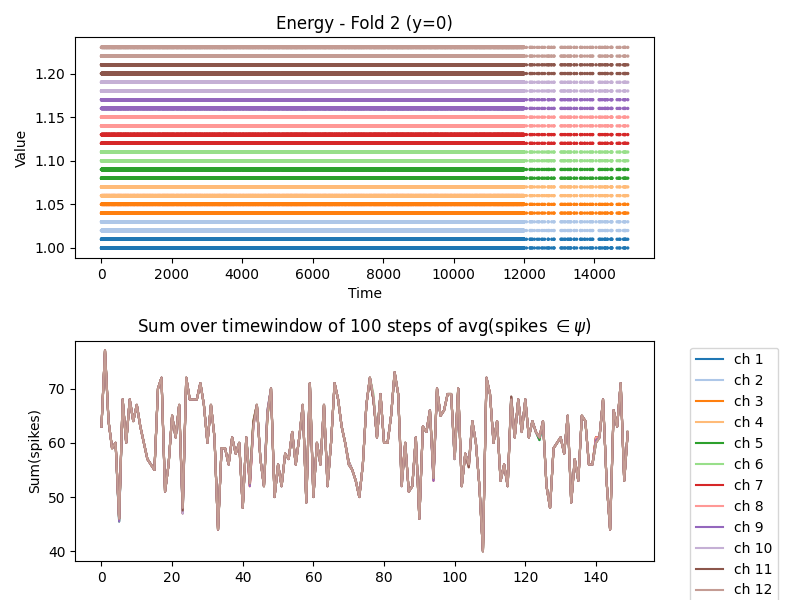 Energy - Fold 2 (y=0)
Value
1.20
1.15
1.10
1.05
1.00
0 2000 4000 6000 8000 10000 12000 14000
Time
Sum over timewindow of 100 steps of avg(spikes ∈ ψ)
Sum(spikes)
70
60
50
40
0 20 40 60 80 100 120 140
ch 1
ch 2
ch 3
ch 4
ch 5
ch 6
ch 7
ch 8
ch 9
ch 10
ch 11
ch 12